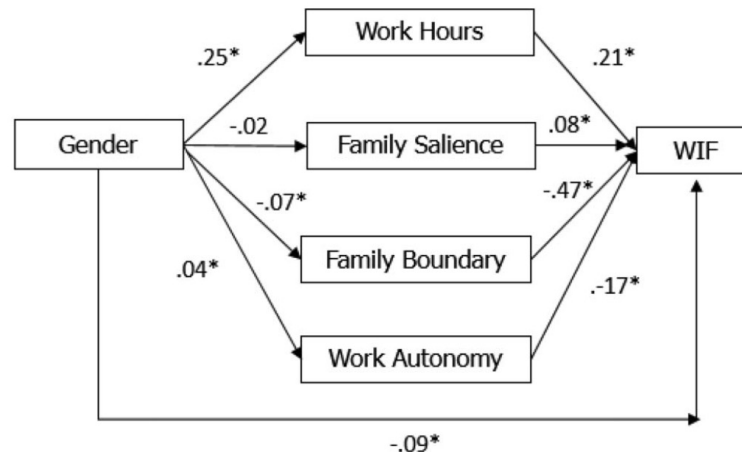 Work Hours
.25*
.21*
Gender
-.02
Family Salience
.08*
WIF
-.07*
-.47*
Family Boundary
.04*
.-17*
Work Autonomy
-.09*